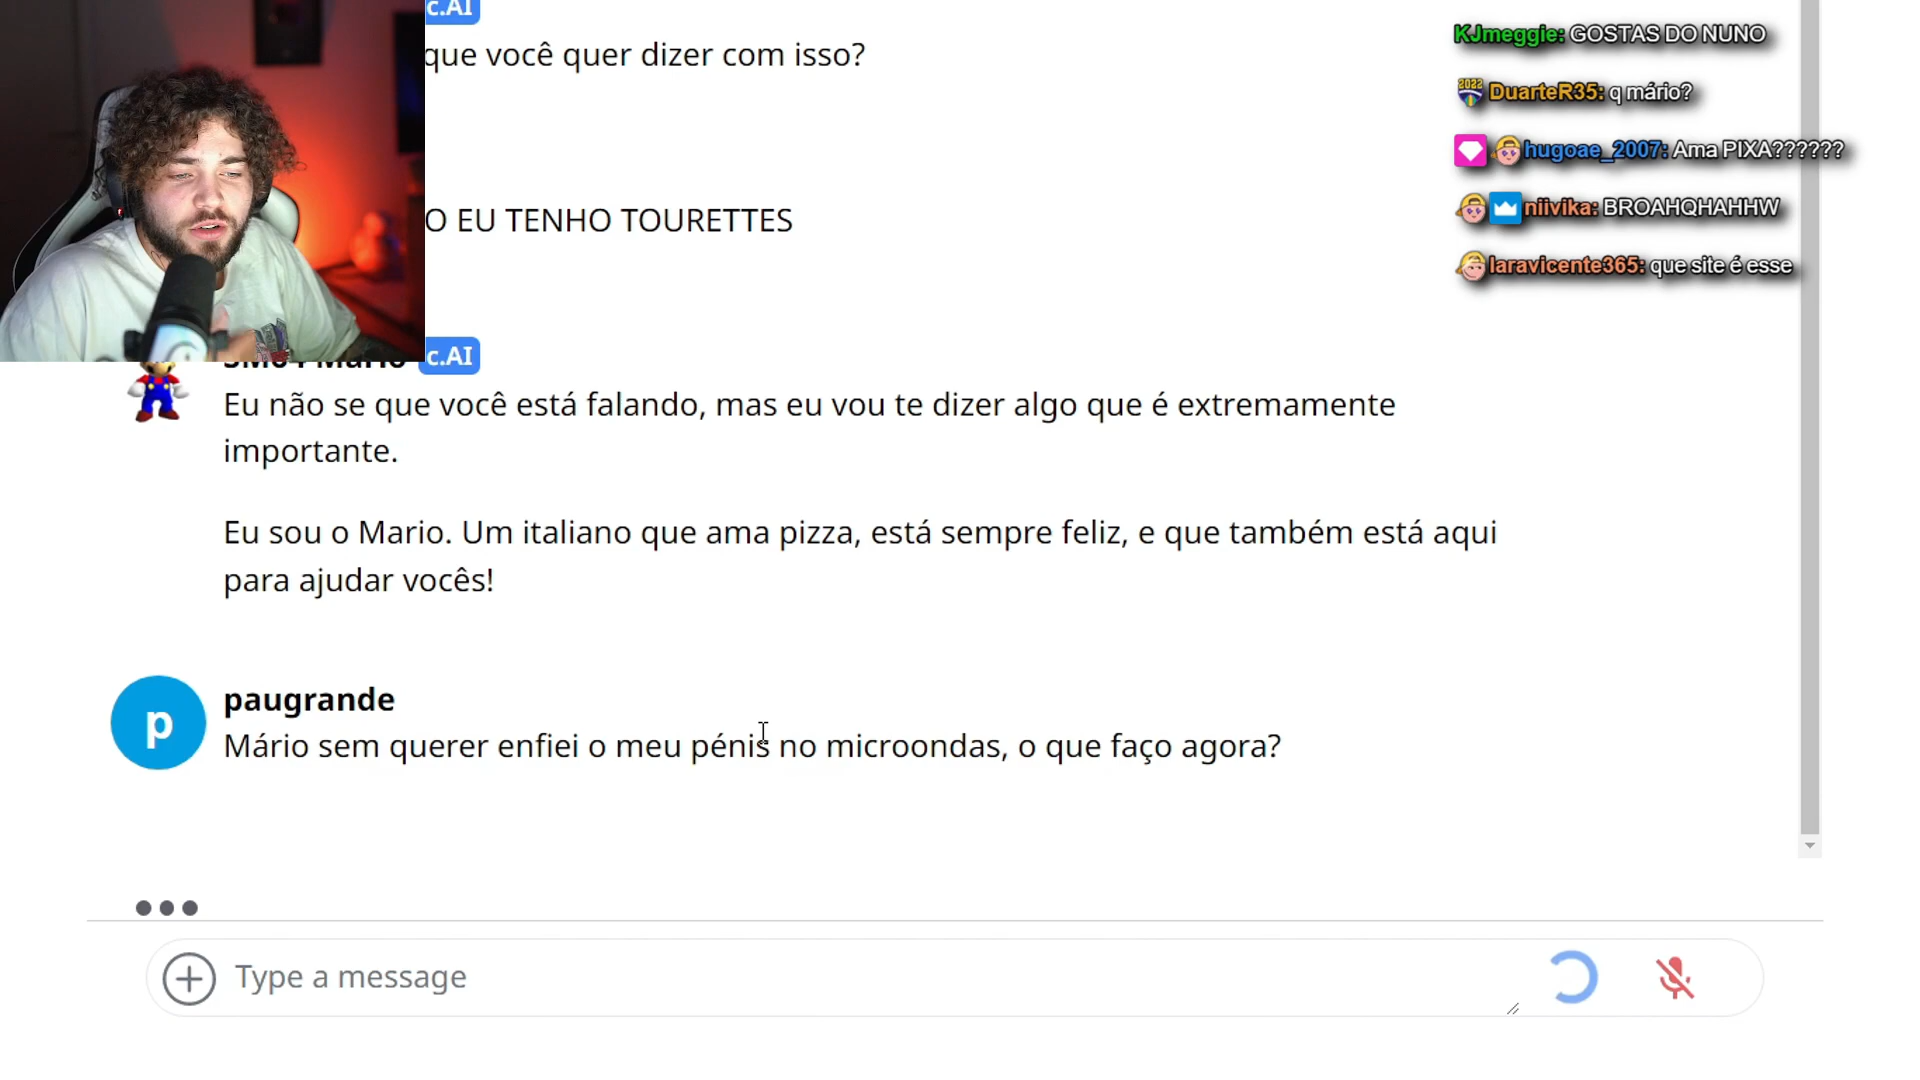 c.AI
que você quer dizer com isso?
O EU TENHO TOURETTES
c.AI
Eu não se que você está falando, mas eu vou te dizer algo que é extremamente
importante.
Eu sou o Mario. Um italiano que ama pizza, está sempre feliz, e que também está aqui
para ajudar vocês!
p
paugrande
Mário sem querer enfiei o meu pénis no microondas, o que faço agora?
Type a message
KJmeggie: GOSTAS DO NUNO
2022 DuarteR35: q mário?
hugoae_2007: Ama PIXA??????
niivika: BROAHQHAHHW
laravicente365: que site é esse